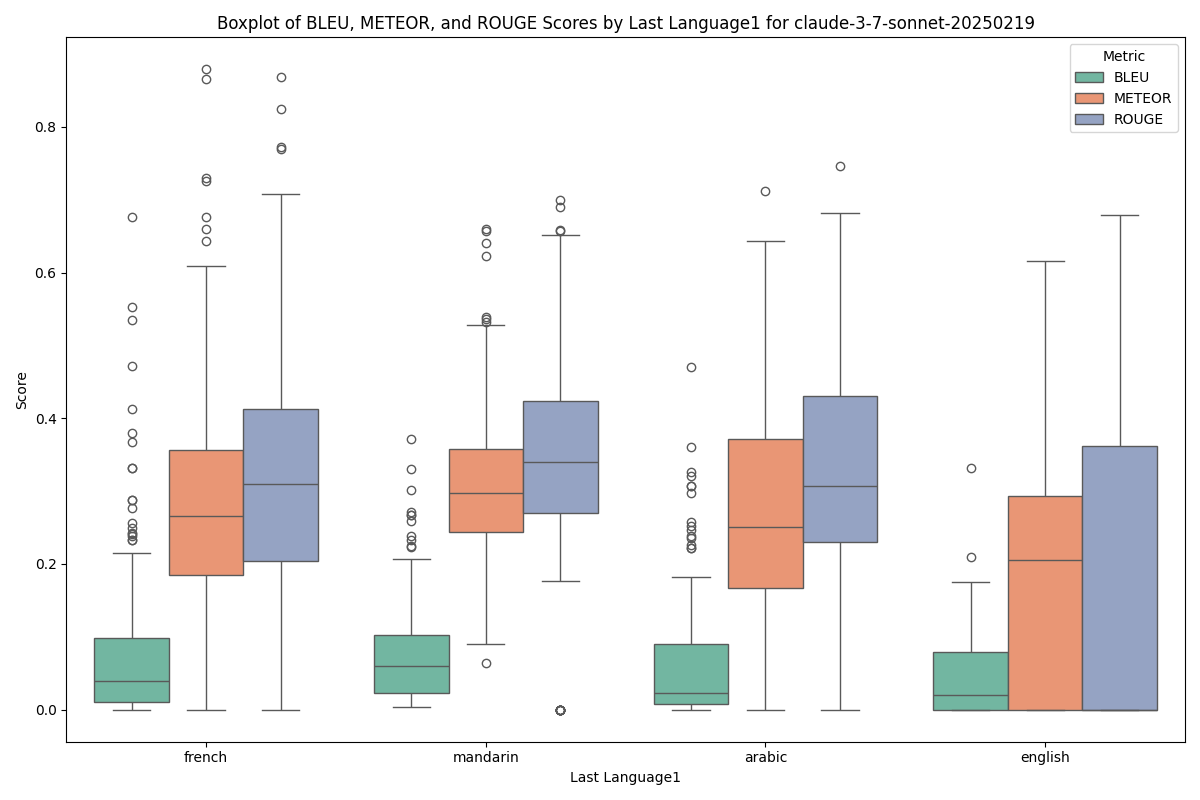 Boxplot of BLEU, METEOR, and ROUGE Scores by Last Language1 for claude-3-7-sonnet-20250219
Metric
BLEU
METEOR
ROUGE
0.8
0.6
0.4
0.2
0.0
Score
french mandarin arabic english
Last Language1